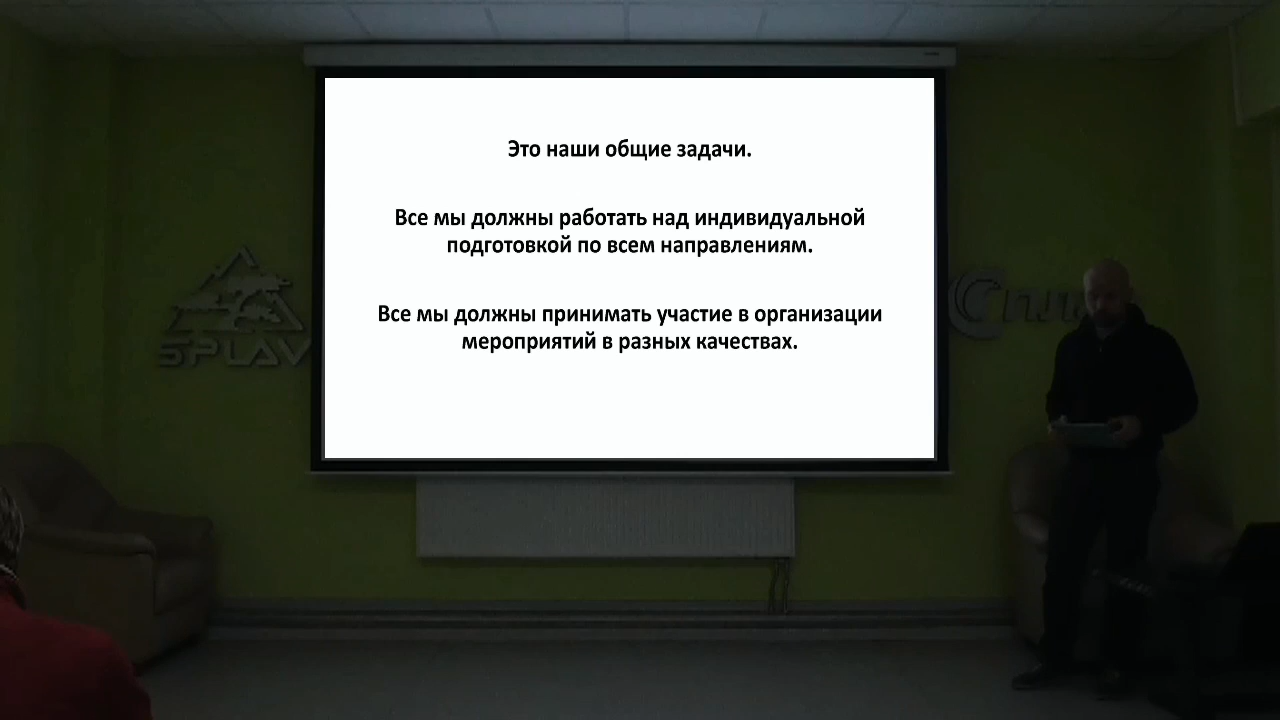 Это наши общие задачи.
Все мы должны работать над индивидуальной
подготовкой по всем направлениям.
Все мы должны принимать участие в организации
мероприятий в разных качествах.
SPLAV